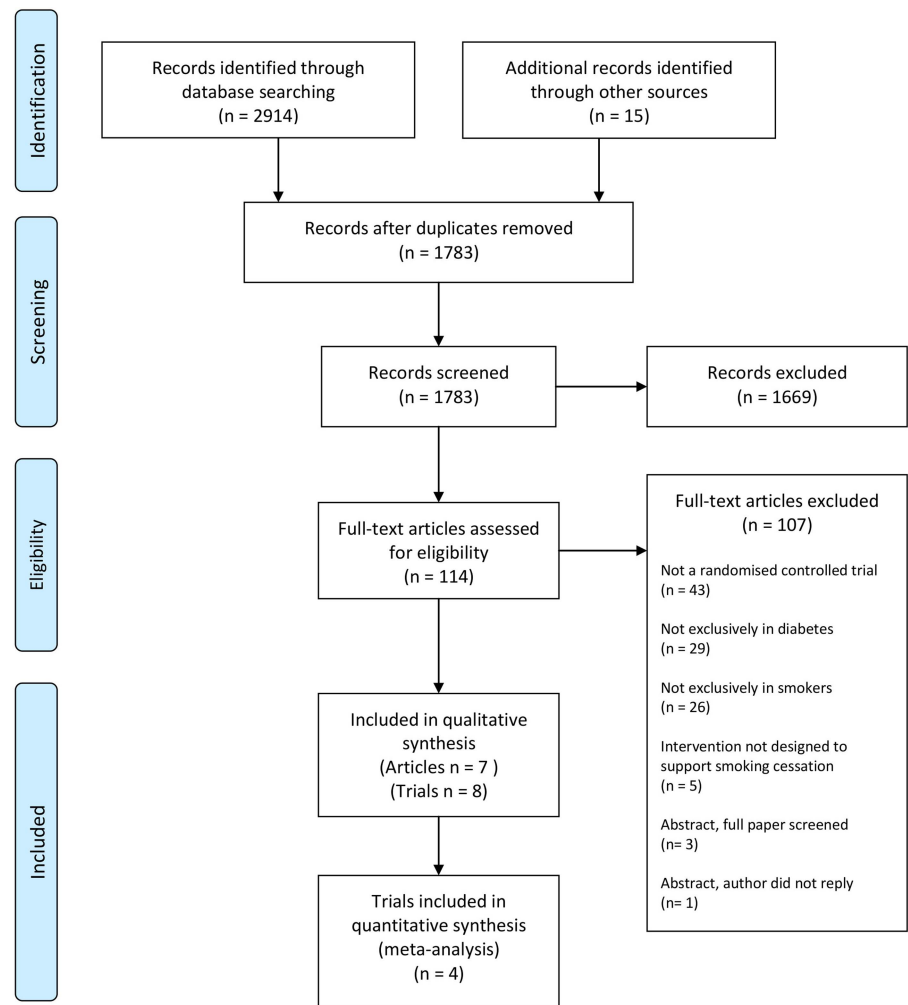 Identification
Records identified through
database searching
(n = 2914)
Additional records identified
through other sources
(n = 15)
Screening
Records after duplicates removed
(n = 1783)
Records screened
(n = 1783)
Records excluded
(n = 1669)
Eligibility
Full-text articles assessed
for eligibility
(n = 114)
Full-text articles excluded
(n = 107)
Not a randomised controlled trial
(n = 43)
Not exclusively in diabetes
(n = 29)
Not exclusively in smokers
(n = 26)
Intervention not designed to
support smoking cessation
(n = 5)
Abstract, full paper screened
(n= 3)
Abstract, author did not reply
(n= 1)
Included
Included in qualitative
synthesis
(Articles n = 7 )
(Trials n = 8)
Trials included in
quantitative synthesis
(meta-analysis)
(n = 4)